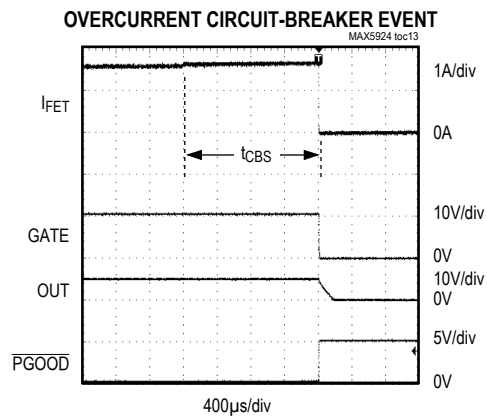 OVERCURRENT CIRCUIT-BREAKER EVENT
MAX5924 toc13
T
1A/div
IFET
0A
tCBS
10V/div
GATE
0V
10V/div
OUT
0V
5V/div
PGOOD
0V
400µs/div